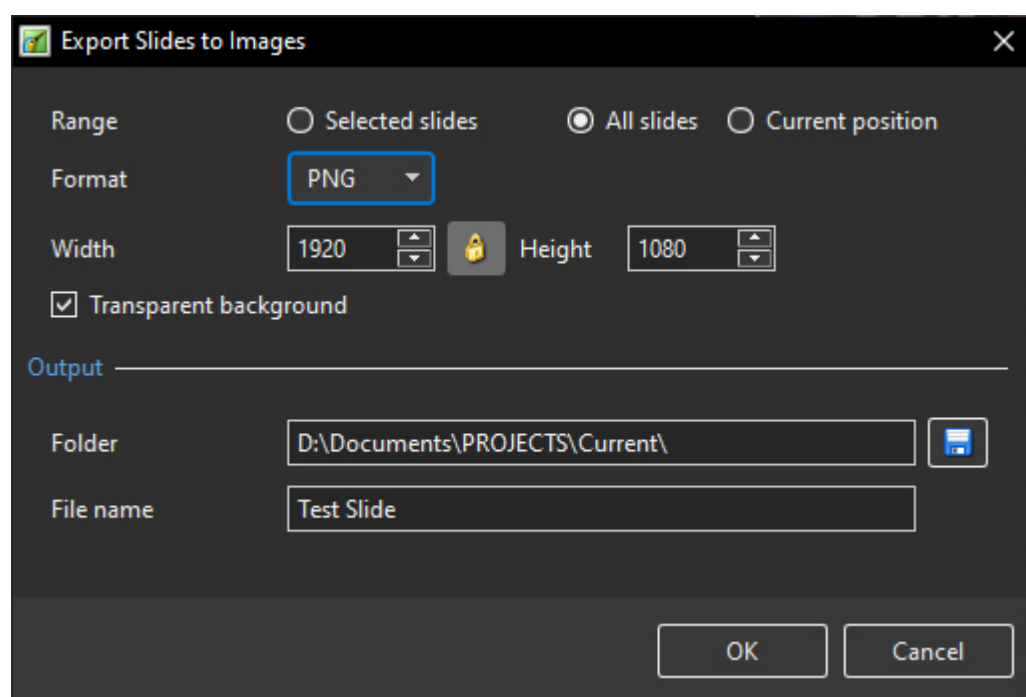 Export Slides to Images
Range Selected slides All slides Current position
Format PNG
Width 1920 Height 1080
Transparent background
Output
Folder D:\Documents\PROJECTS\Current\
File name Test Slide
OK Cancel